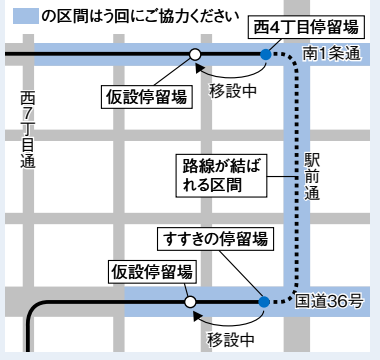 の区間はう回にご協力ください
西4丁目停留場
南1条通
仮設停留場
移設中
西7丁目通
路線が結ば
れる区間
駅前通
すすきの停留場
仮設停留場
国道36号
移設中